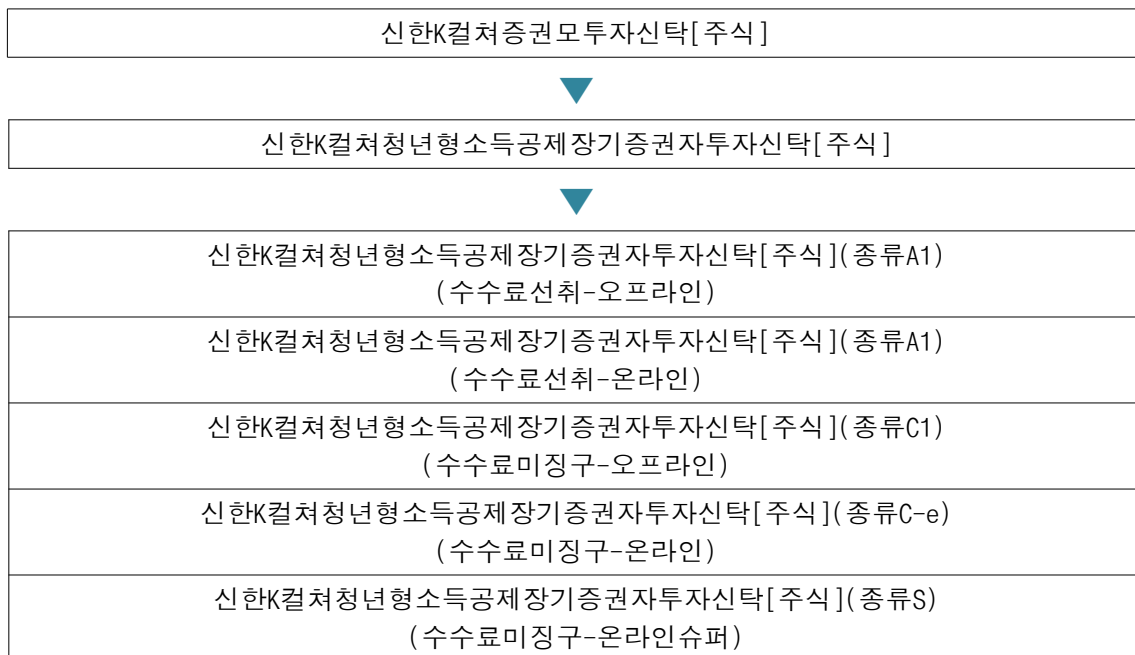 신한K컬쳐증권모투자신탁[주식]
신한K컬쳐청년형소득공제장기증권자투자신탁[주식]
신한K컬쳐청년형소득공제장기증권자투자신탁[주식](종류A1)
(수수료선취-오프라인)
신한K컬쳐청년형소득공제장기증권자투자신탁[주식](종류A1)
(수수료선취-온라인)
신한K컬쳐청년형소득공제장기증권자투자신탁[주식](종류C1)
(수수료미징구-오프라인)
신한K컬쳐청년형소득공제장기증권자투자신탁[주식](종류C-e)
(수수료미징구-온라인)
신한K컬쳐청년형소득공제장기증권자투자신탁[주식](종류S)
(수수료미징구-온라인슈퍼)